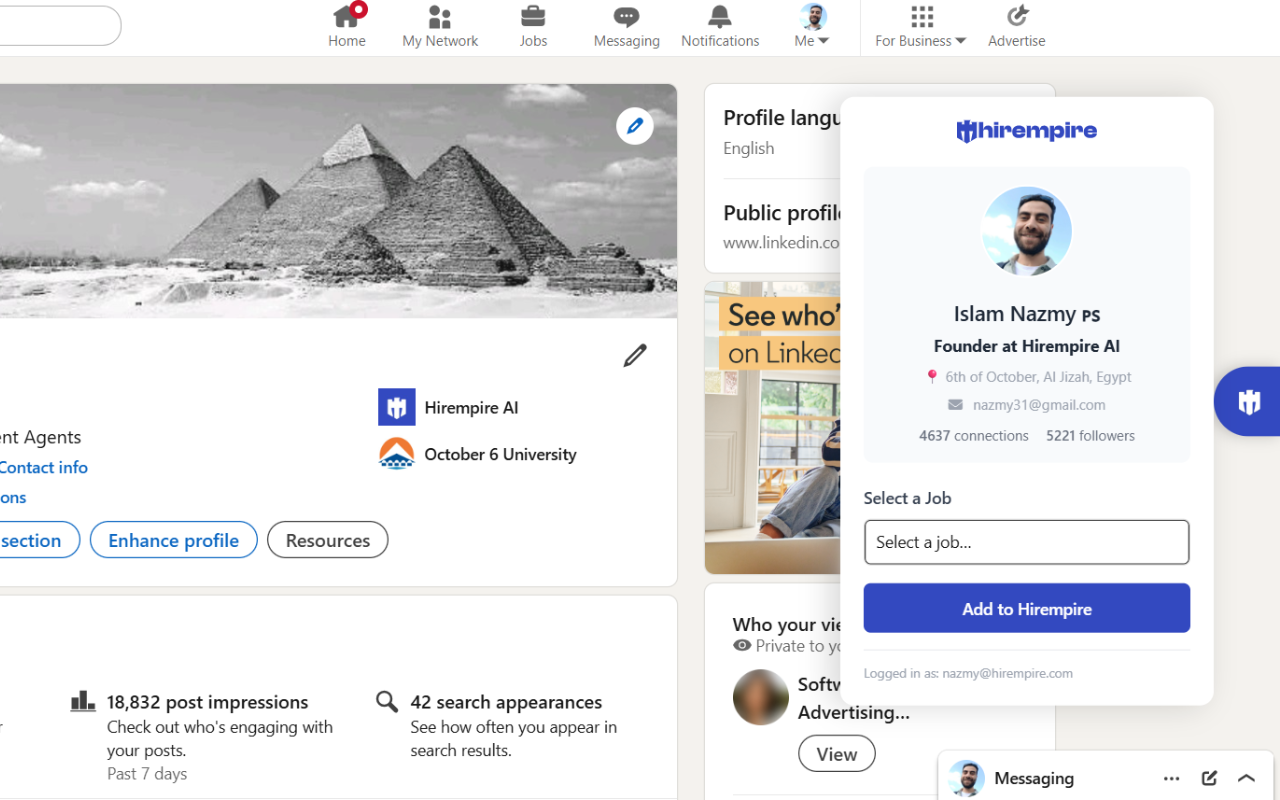 Home
My Network
Jobs
Messaging
Notifications
Me
For Business
Advertise
Hirempire AI
October 6 University
ent Agents
Contact info
ons
section
Enhance profile
Resources
18,832 post impressions
Check out who's engaging with
your posts.
Past 7 days
42 search appearances
See how often you appear in
search results.
Profile langu
English
Public profile
www.linkedin.co
See who'
on Linked
Who your vie
Private to yo
Softw
Advertising...
View
hirempire
Islam Nazmy PS
Founder at Hirempire AI
6th of October, Al Jizah, Egypt
nazmy31@gmail.com
4637 connections 5221 followers
Select a Job
Select a job...
Add to Hirempire
Logged in as: nazmy@hirempire.com
Messaging